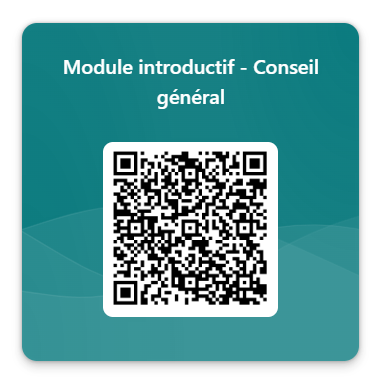 Module introductif - Conseil
général